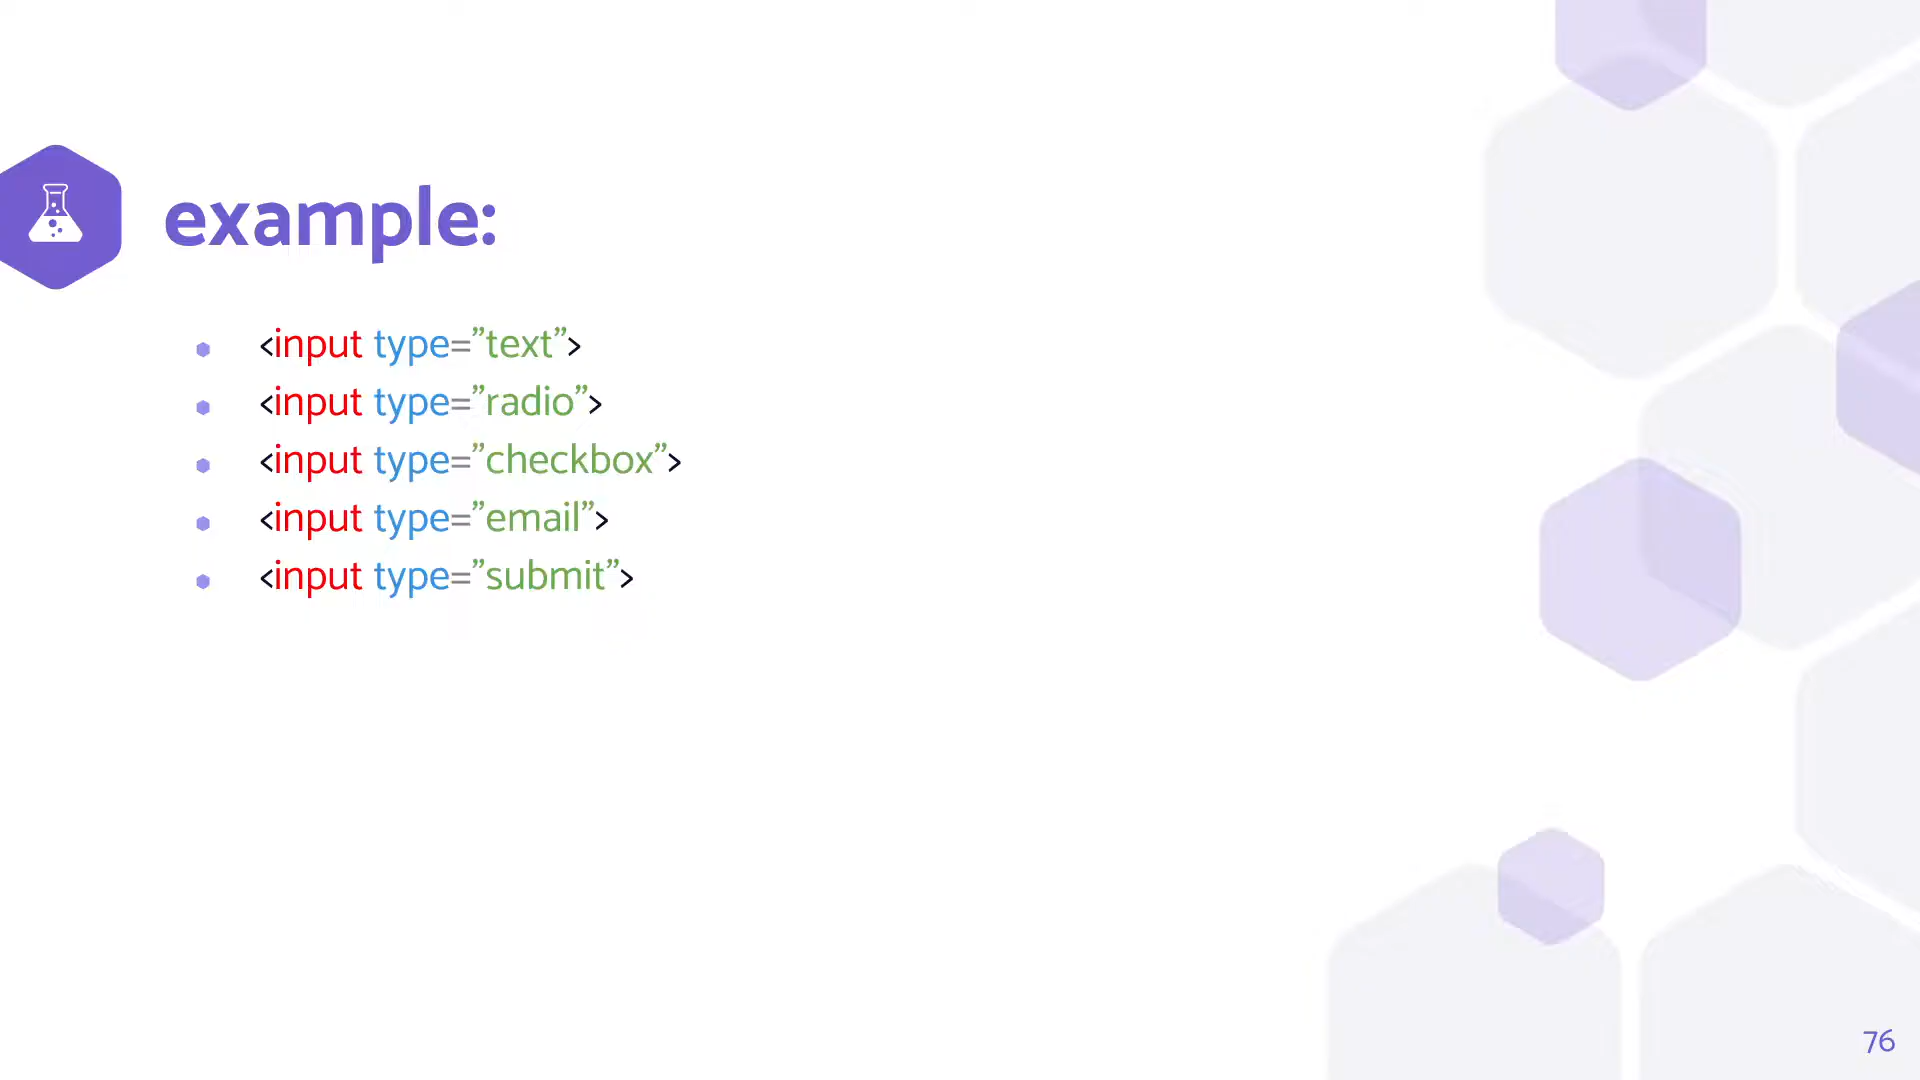 example:
<input type=”text”>
<input type=”radio”>
<input type=”checkbox”>
<input type=”email”>
<input type=”submit”>
76